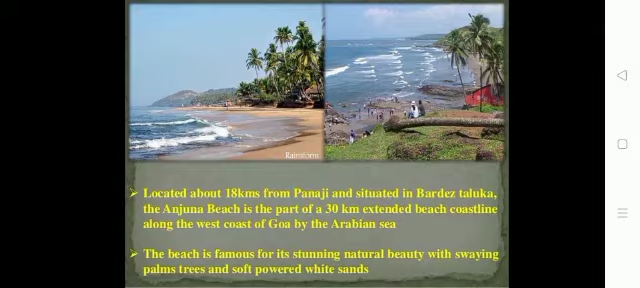 Rainstorm
➢ Located about 18kms from Panaji and situated in Bardez taluka,
the Anjuna Beach is the part of a 30 km extended beach coastline
along the west coast of Goa by the Arabian sea
➢ The beach is famous for its stunning natural beauty with swaying
palms trees and soft powered white sands